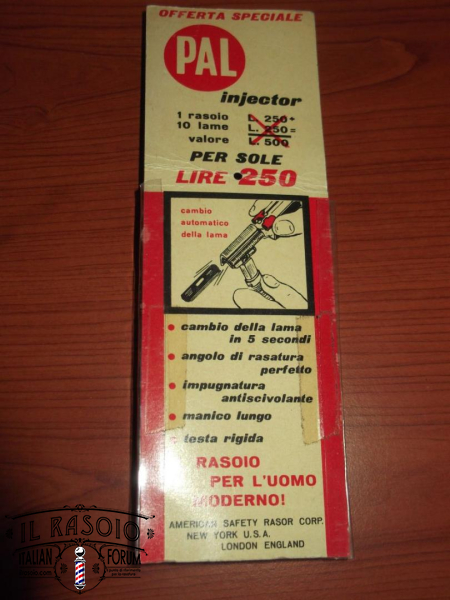 OFFERTA SPECIALE
PAL
injector
1 rasoio L. 250+
10 lame L. 250=
valore L. 500
PER SOLE
LIRE 250
cambio
automatico
della lama
• cambio della lama
in 5 secondi
• angolo di rasatura
perfetto
• impugnatura
antiscivolante
• manico lungo
• testa rigida
RASOIO
PER L'UOMO
MODERNO!
AMERICAN SAFETY RASOR CORP.
NEW YORK U.S.A.
LONDON ENGLAND
IL RASOIO
ITALIAN FORUM